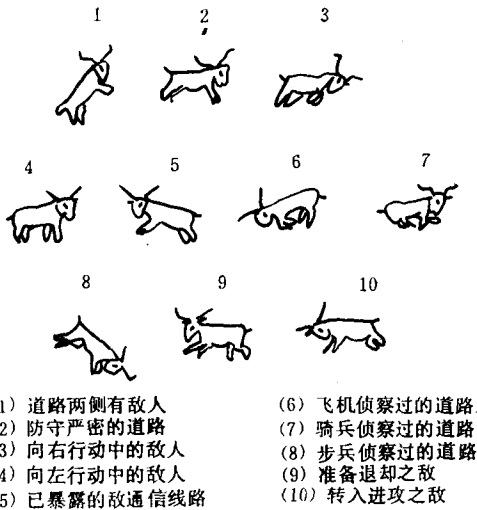 1 2 3
4 5 6 7
8 9 10
1) 道路两侧有敌人
2) 防守严密的道路
3) 向右行动中的敌人
4) 向左行动中的敌人
5) 已暴露的敌通信线路
(6) 飞机侦察过的道路
(7) 骑兵侦察过的道路
(8) 步兵侦察过的道路
(9) 准备退却之敌
(10) 转入进攻之敌